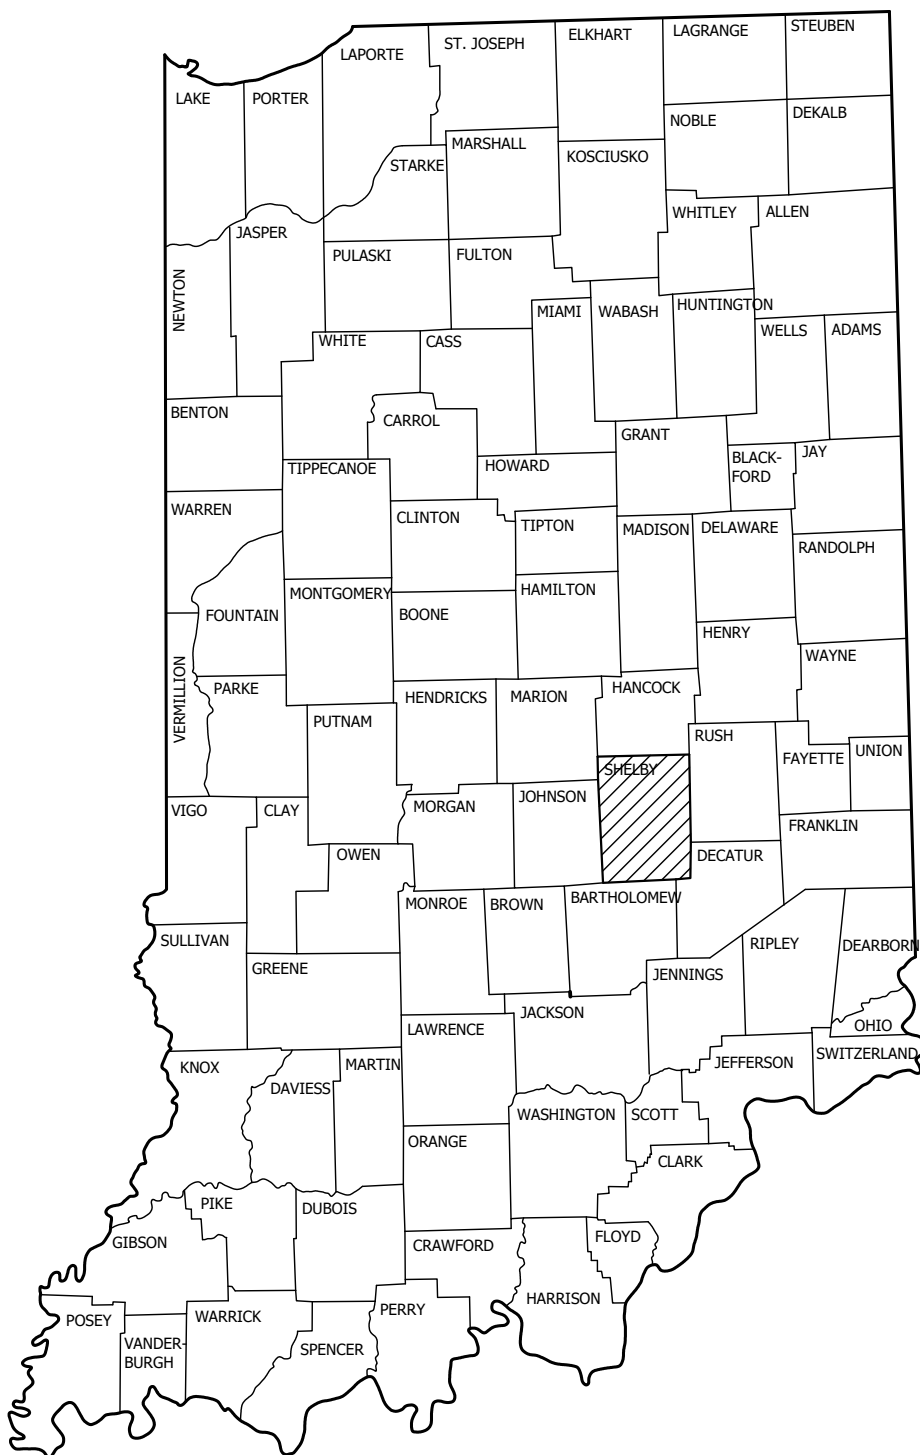 STEUBEN
LAGRANGE
ELKHART
ST. JOSEPH
LAPORTE
LAKE
PORTER
NOBLE
DEKALB
MARSHALL
KOSCIUSKO
STARKE
WHITLEY
ALLEN
JASPER
PULASKI
FULTON
NEWTON
MIAMI
WABASH
HUNTINGTON
WELLS
ADAMS
WHITE
CASS
BENTON
CARROL
GRANT
BLACK-
FORD
JAY
TIPPECANOE
HOWARD
WARREN
CLINTON
TIPTON
MADISON
DELAWARE
RANDOLPH
MONTGOMERY
HAMILTON
FOUNTAIN
BOONE
HENRY
WAYNE
VERMILLION
PARKE
HENDRICKS
MARION
HANCOCK
PUTNAM
RUSH
FAYETTE
UNION
SHELBY
VIGO
CLAY
MORGAN
JOHNSON
FRANKLIN
OWEN
DECATUR
MONROE
BROWN
BARTHOLOMEW
SULLIVAN
RIPLEY
DEARBORN
GREENE
JENNINGS
JACKSON
OHIO
LAWRENCE
KNOX
MARTIN
JEFFERSON
SWITZERLAND
DAVIESS
WASHINGTON
SCOTT
ORANGE
CLARK
PIKE
DUBOIS
GIBSON
CRAWFORD
FLOYD
HARRISON
POSEY
WARRICK
PERRY
VANDER-
BURGH
SPENCER